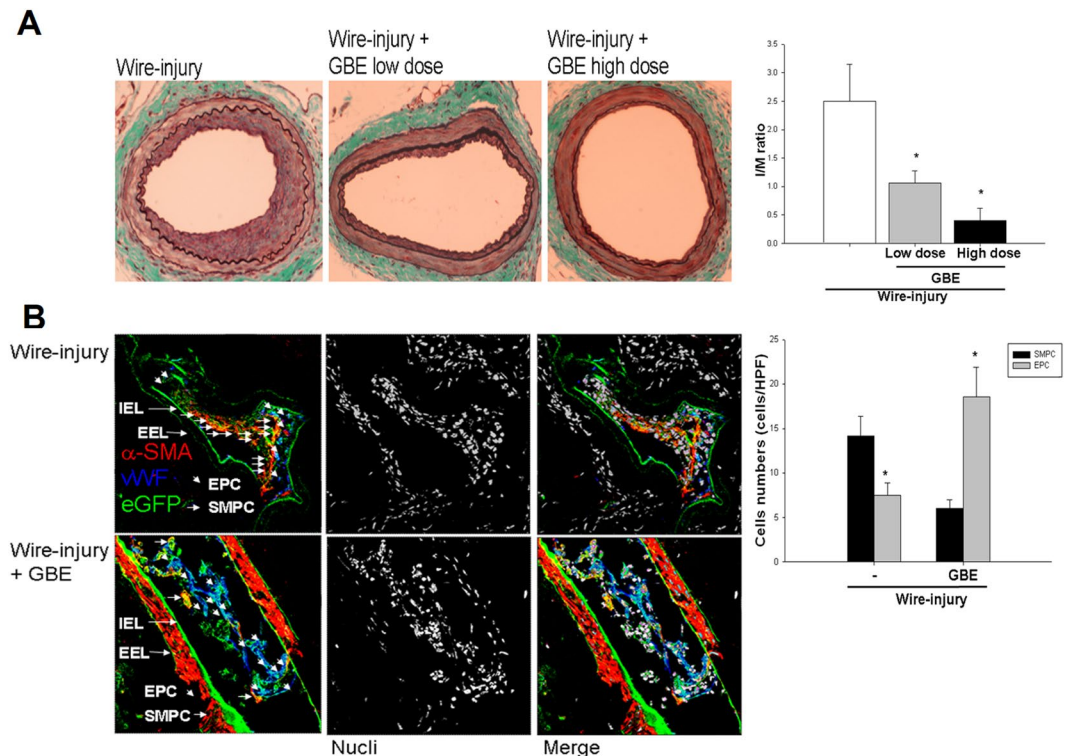 A
Wire-injury
Wire-injury +
GBE low dose
Wire-injury +
GBE high dose
3.5
3.0
2.5
2.0
1.5
1.0
0.5
0.0
I/M ratio
*
*
Low dose
High dose
GBE
Wire-injury
B
Wire-injury
IEL
EEL
α-SMA
vWF
EPC
eGFP
SMPC
Wire-injury
+ GBE
IEL
EEL
EPC
SMPC
Nucli
Merge
25
20
15
10
5
0
Cells numbers (cells/HPF)
SMPC
EPC
*
*
-
GBE
Wire-injury